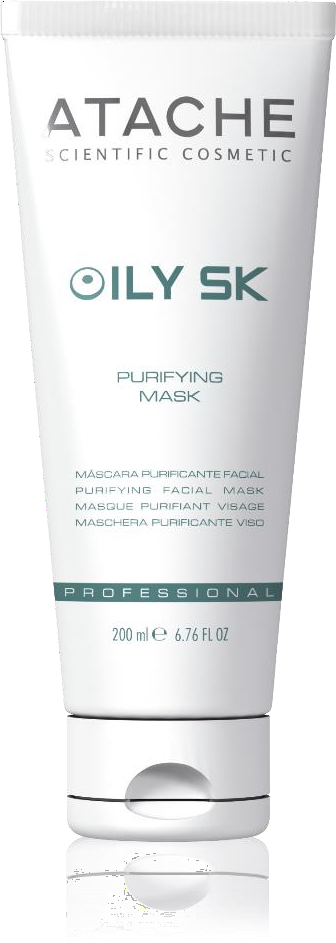 ATACHE
SCIENTIFIC COSMETIC
OILY SK
PURIFYING
MASK
MÁSCARA PURIFICANTE FACIAL
PURIFYING FACIAL MASK
MASQUE PURIFIANT VISAGE
MASCHERA PURIFICANTE VISO
PROFESSIONAL
200 ml ℮ 6.76 FL OZ